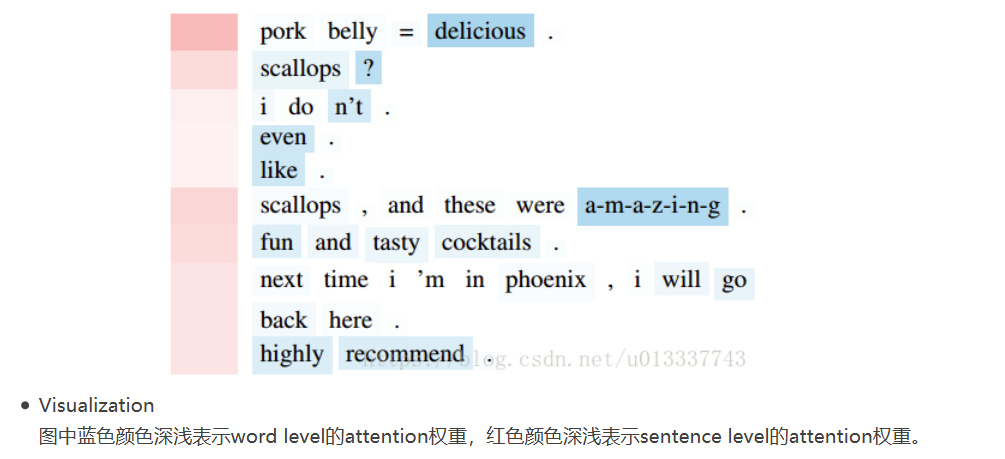 pork belly = delicious .
scallops ?
i do n't .
even .
like .
scallops , and these were a-m-a-z-i-n-g .
fun and tasty cocktails .
next time i 'm in phoenix , i will go
back here .
highly recommend .
https://blog.csdn.net/u013337743
Visualization
图中蓝色颜色深浅表示word level的attention权重，红色颜色深浅表示sentence level的attention权重。